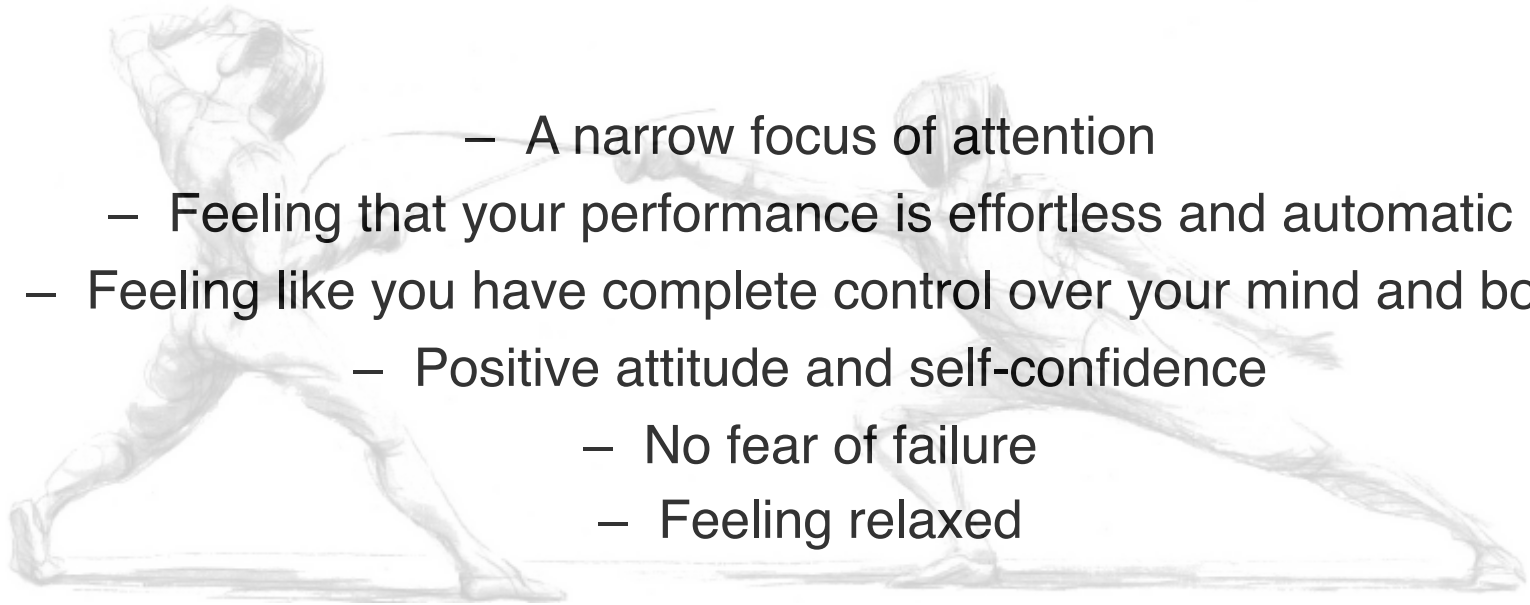 – A narrow focus of attention
– Feeling that your performance is effortless and automatic
– Feeling like you have complete control over your mind and bo
– Positive attitude and self-confidence
– No fear of failure
– Feeling relaxed